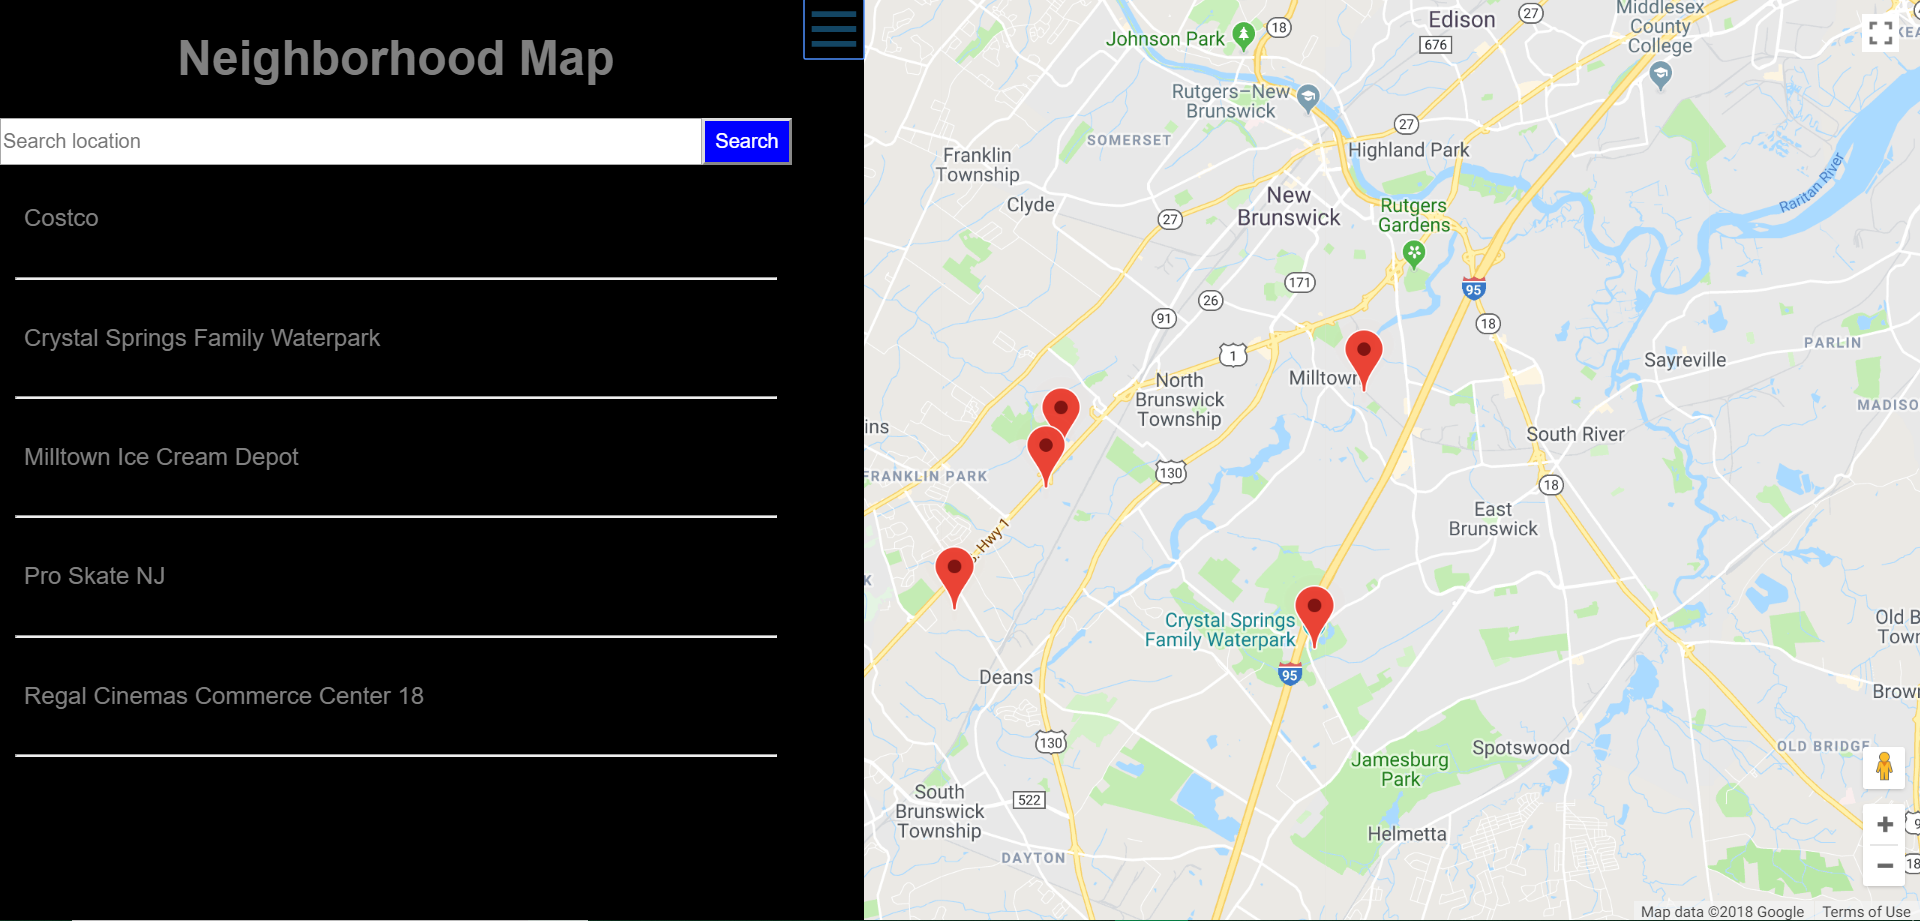 Neighborhood Map
Search location
Search
Costco
Crystal Springs Family Waterpark
Milltown Ice Cream Depot
Pro Skate NJ
Regal Cinemas Commerce Center 18
Edison
27
Middlesex
County
College
676
Johnson Park
18
KEA
Rutgers–New
Brunswick
27
SOMERSET
Highland Park
Franklin
Township
Clyde
27
New
Brunswick
Rutgers
Gardens
Raritan River
171
26
95
91
18
1
PARLIN
Sayreville
Milltown
North
Brunswick
Township
MADISO
ins
South River
FRANKLIN PARK
130
18
East
Brunswick
S. Hwy 1
K
Crystal Springs
Family Waterpark
Old B
Town
95
Deans
Brown
130
Spotswood
OLD BRIDGE
Jamesburg
Park
South
Brunswick
Township
522
Helmetta
9
DAYTON
18
Map data ©2018 Google
Terms of Use